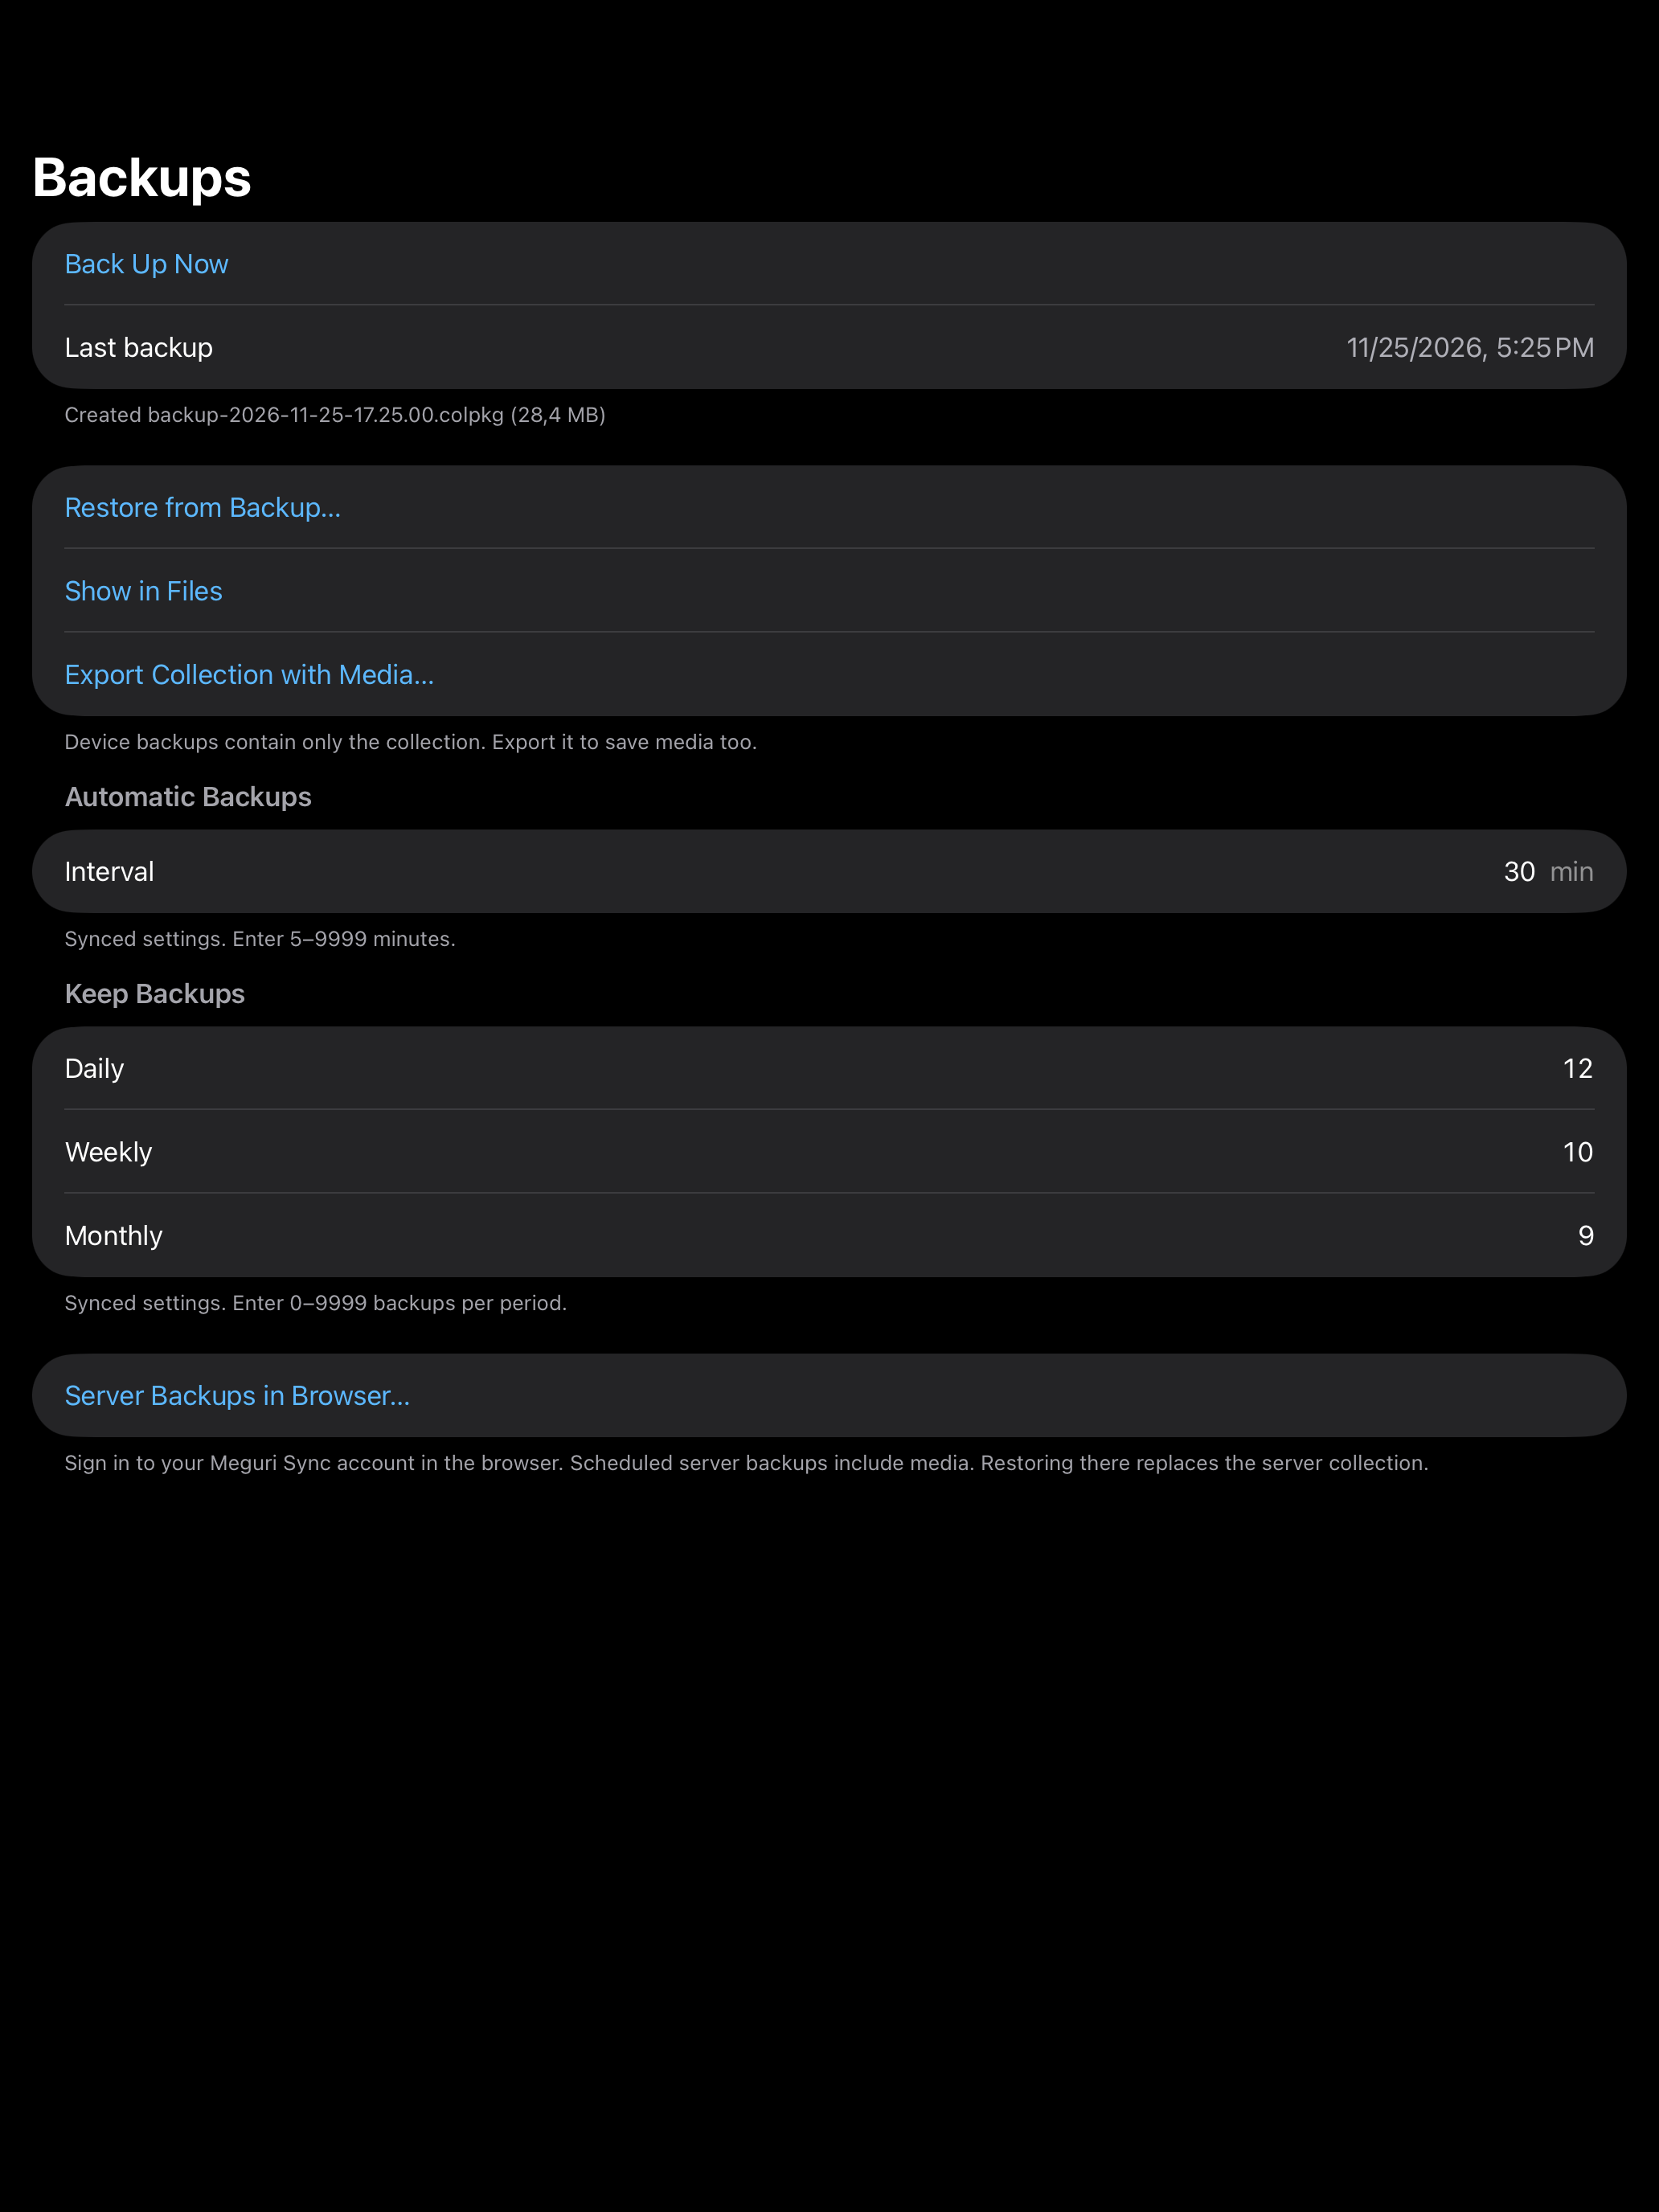 Backups
Back Up Now
Last backup 11/25/2026, 5:25 PM
Created backup-2026-11-25-17.25.00.colpkg (28,4 MB)
Restore from Backup...
Show in Files
Export Collection with Media...
Device backups contain only the collection. Export it to save media too.
Automatic Backups
Interval 30 min
Synced settings. Enter 5–9999 minutes.
Keep Backups
Daily 12
Weekly 10
Monthly 9
Synced settings. Enter 0–9999 backups per period.
Server Backups in Browser...
Sign in to your Meguri Sync account in the browser. Scheduled server backups include media. Restoring there replaces the server collection.